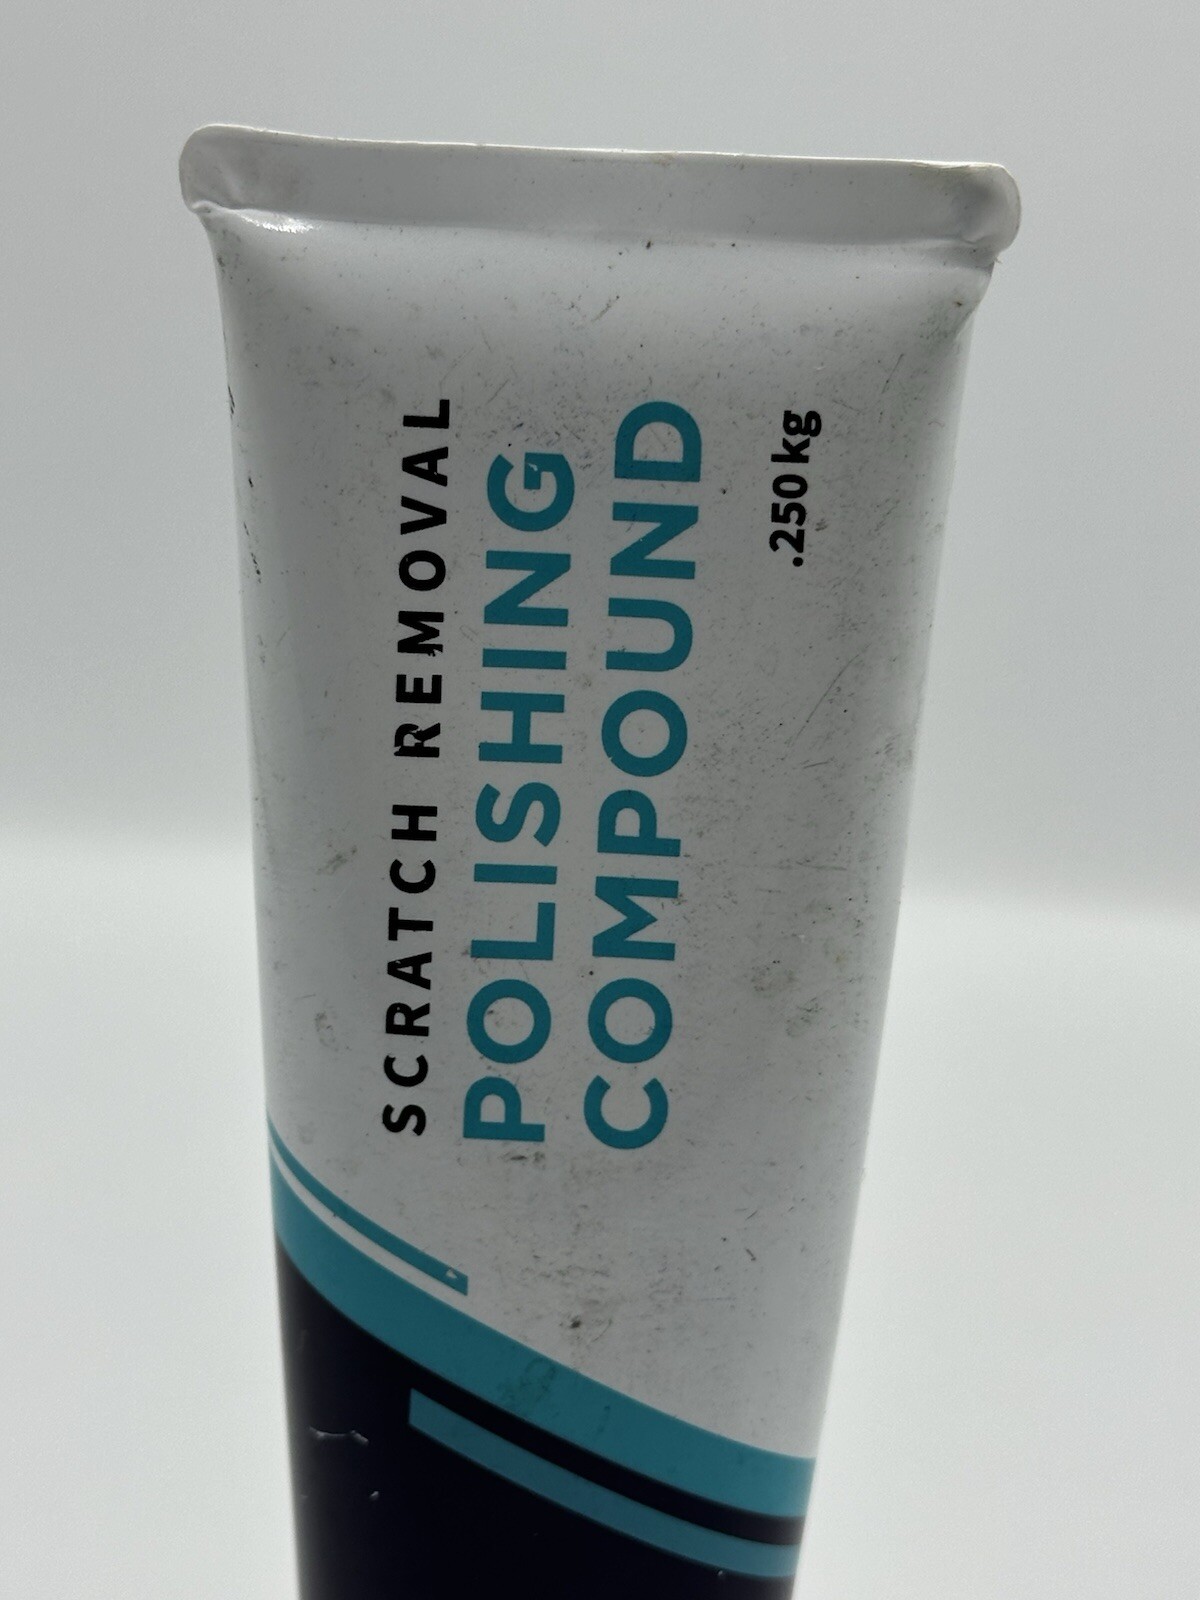 SCRATCH REMOVAL
POLISHING
COMPOUND
.250 kg